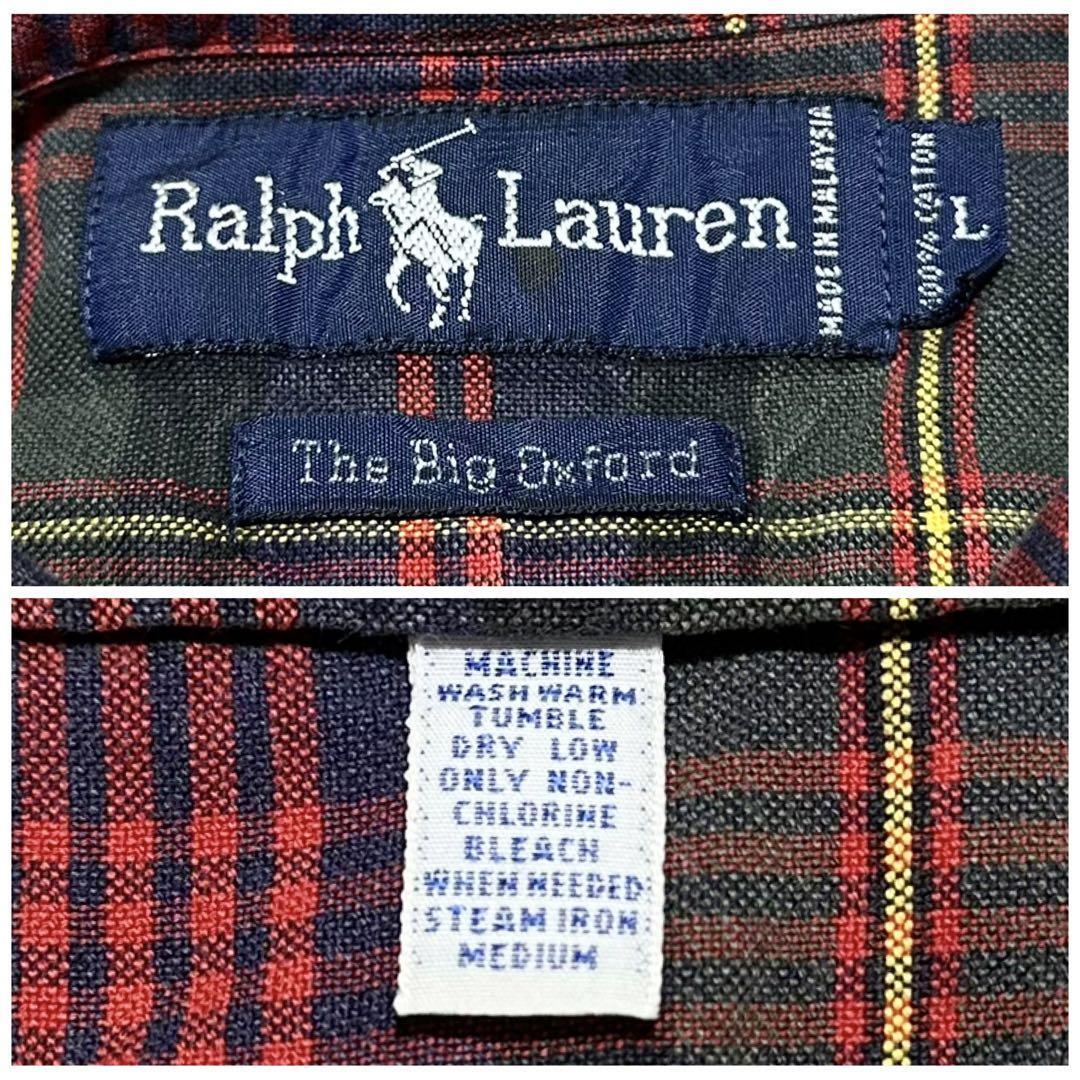 Ralph Lauren
MADE IN MALAYSIA
100% COTTON
L
The Big Oxford
MACHINE
WASH WARM
TUMBLE
DRY LOW
ONLY NON-
CHLORINE
BLEACH
WHEN NEEDED
STEAM IRON
MEDIUM